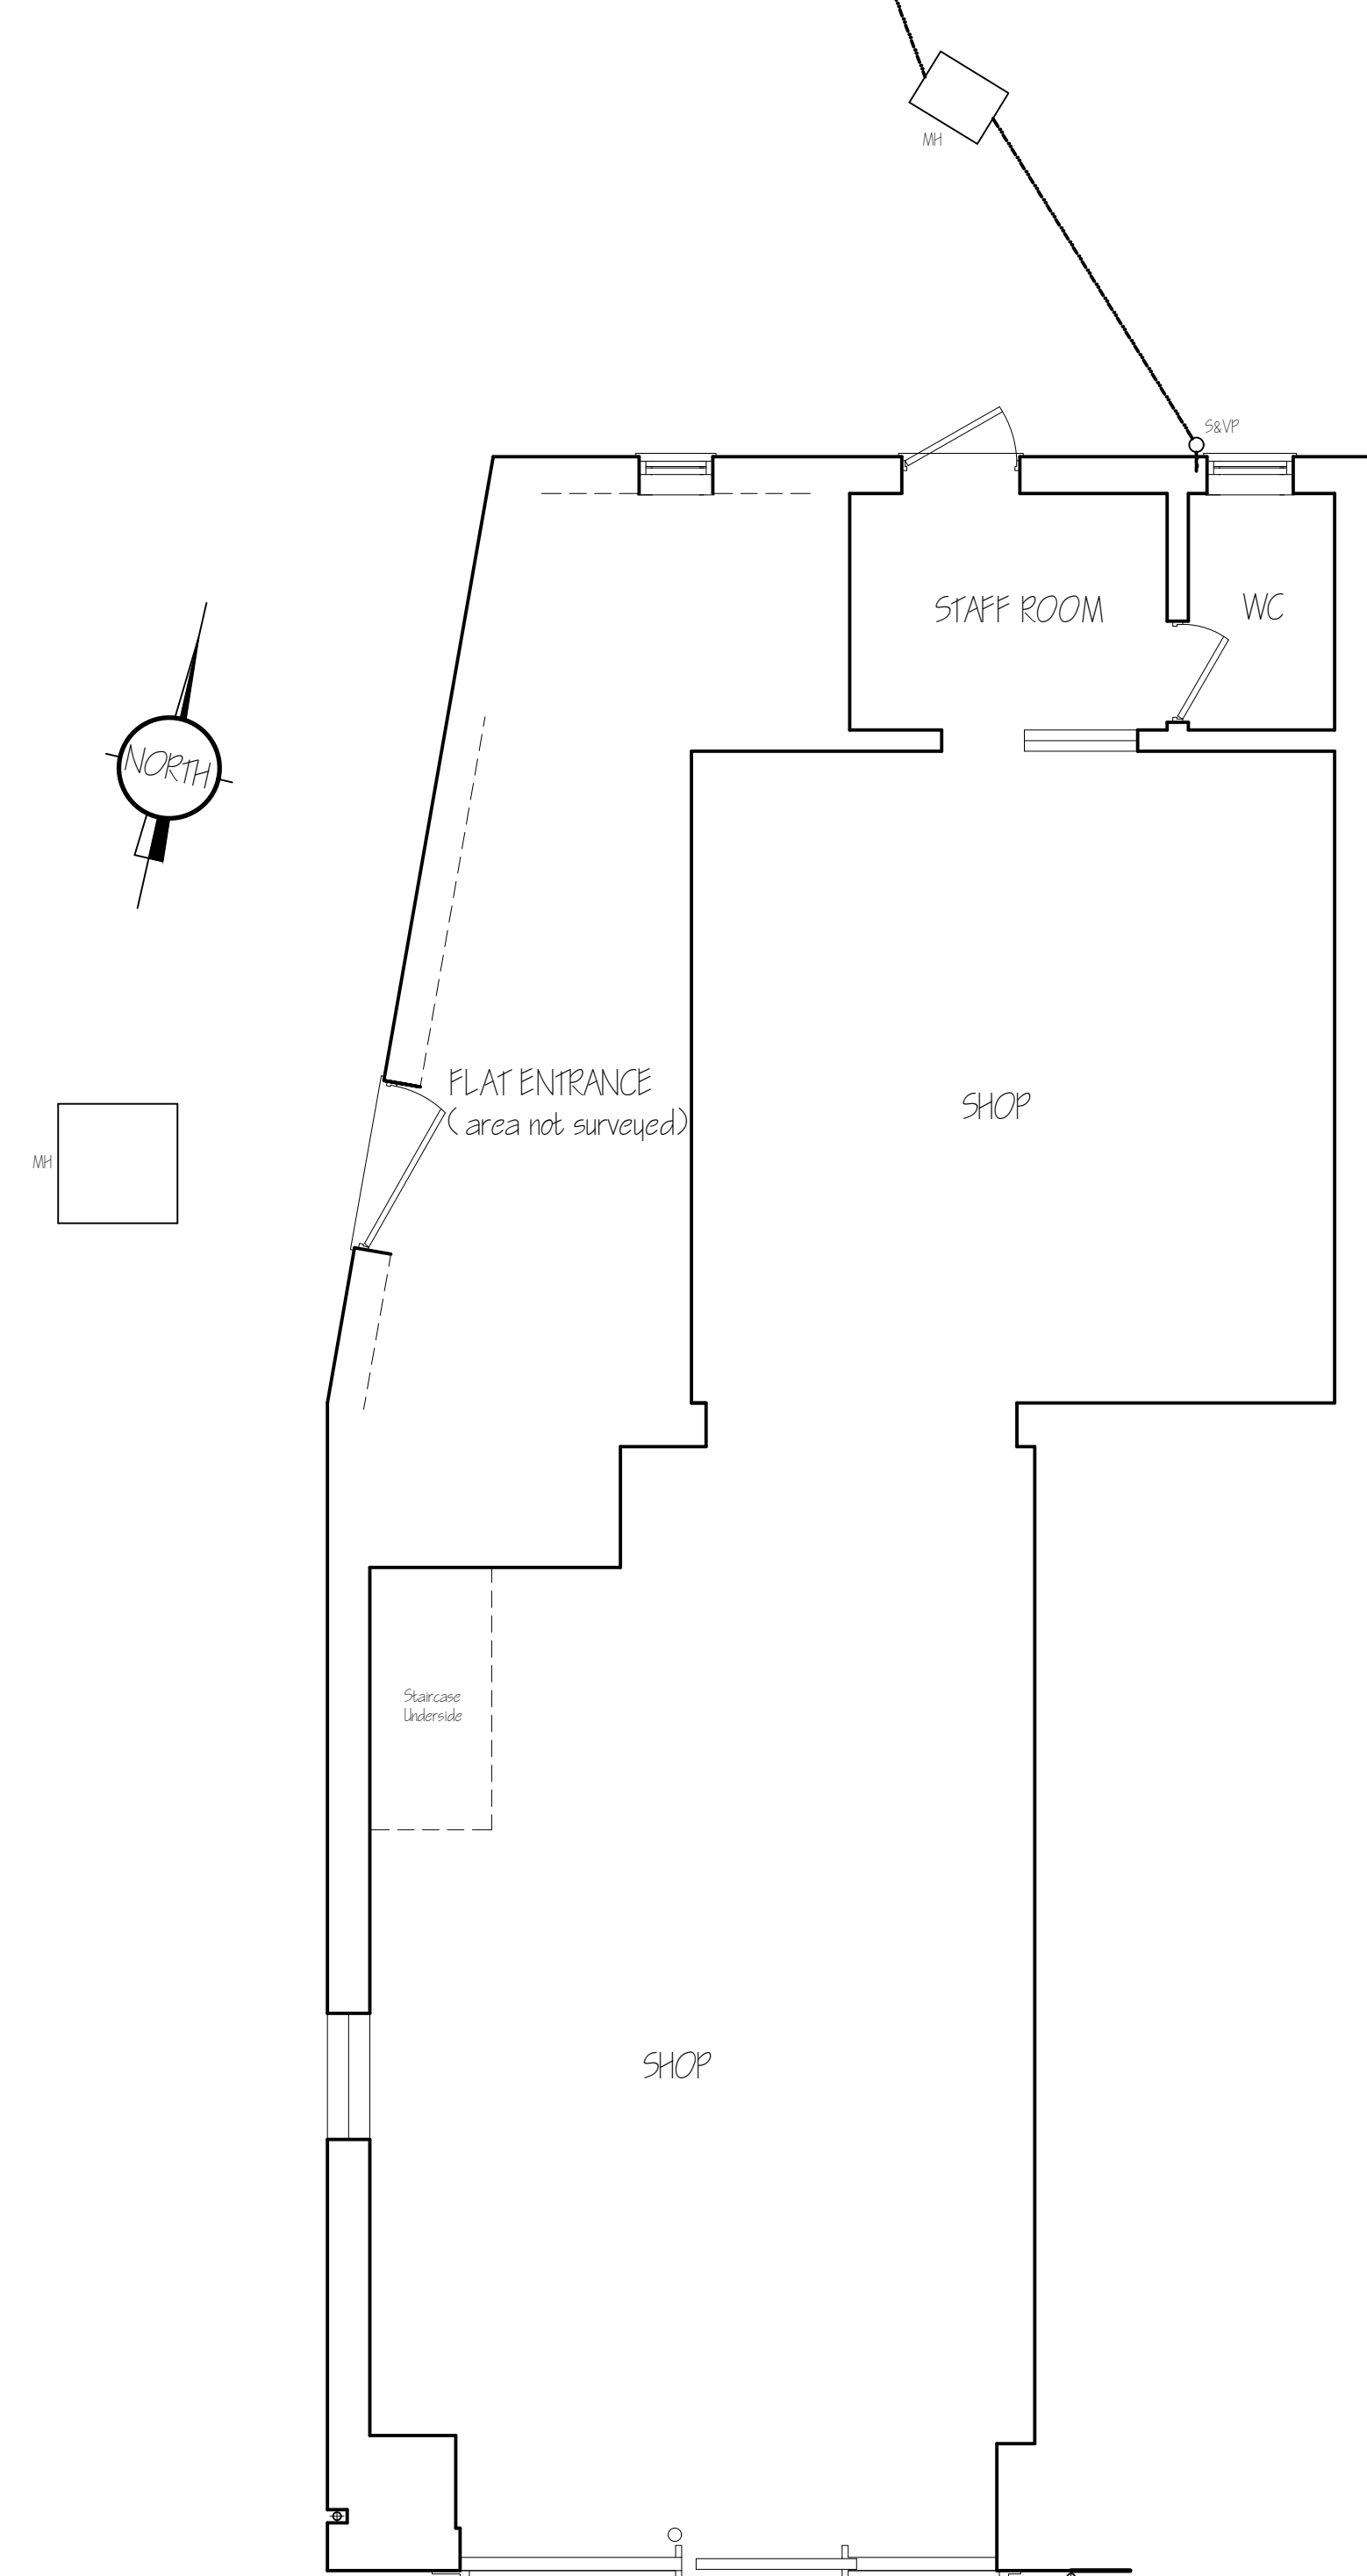 MH
S&VP
STAFF ROOM
WC
NORTH
FLAT ENTRANCE
( area not surveyed)
SHOP
MH
Staircase
Underside
SHOP